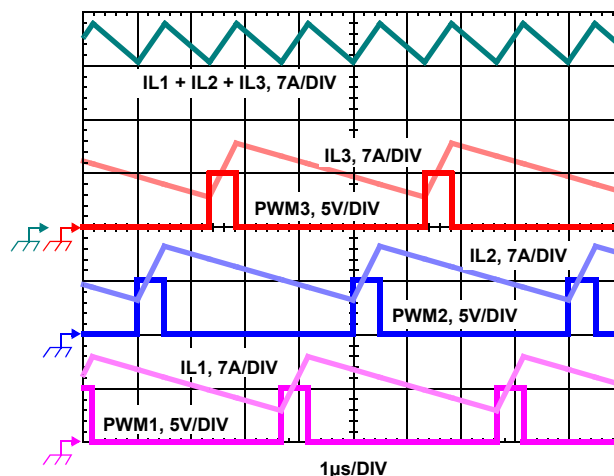 IL1 + IL2 + IL3, 7A/DIV
IL3, 7A/DIV
PWM3, 5V/DIV
IL2, 7A/DIV
PWM2, 5V/DIV
IL1, 7A/DIV
PWM1, 5V/DIV
1µs/DIV